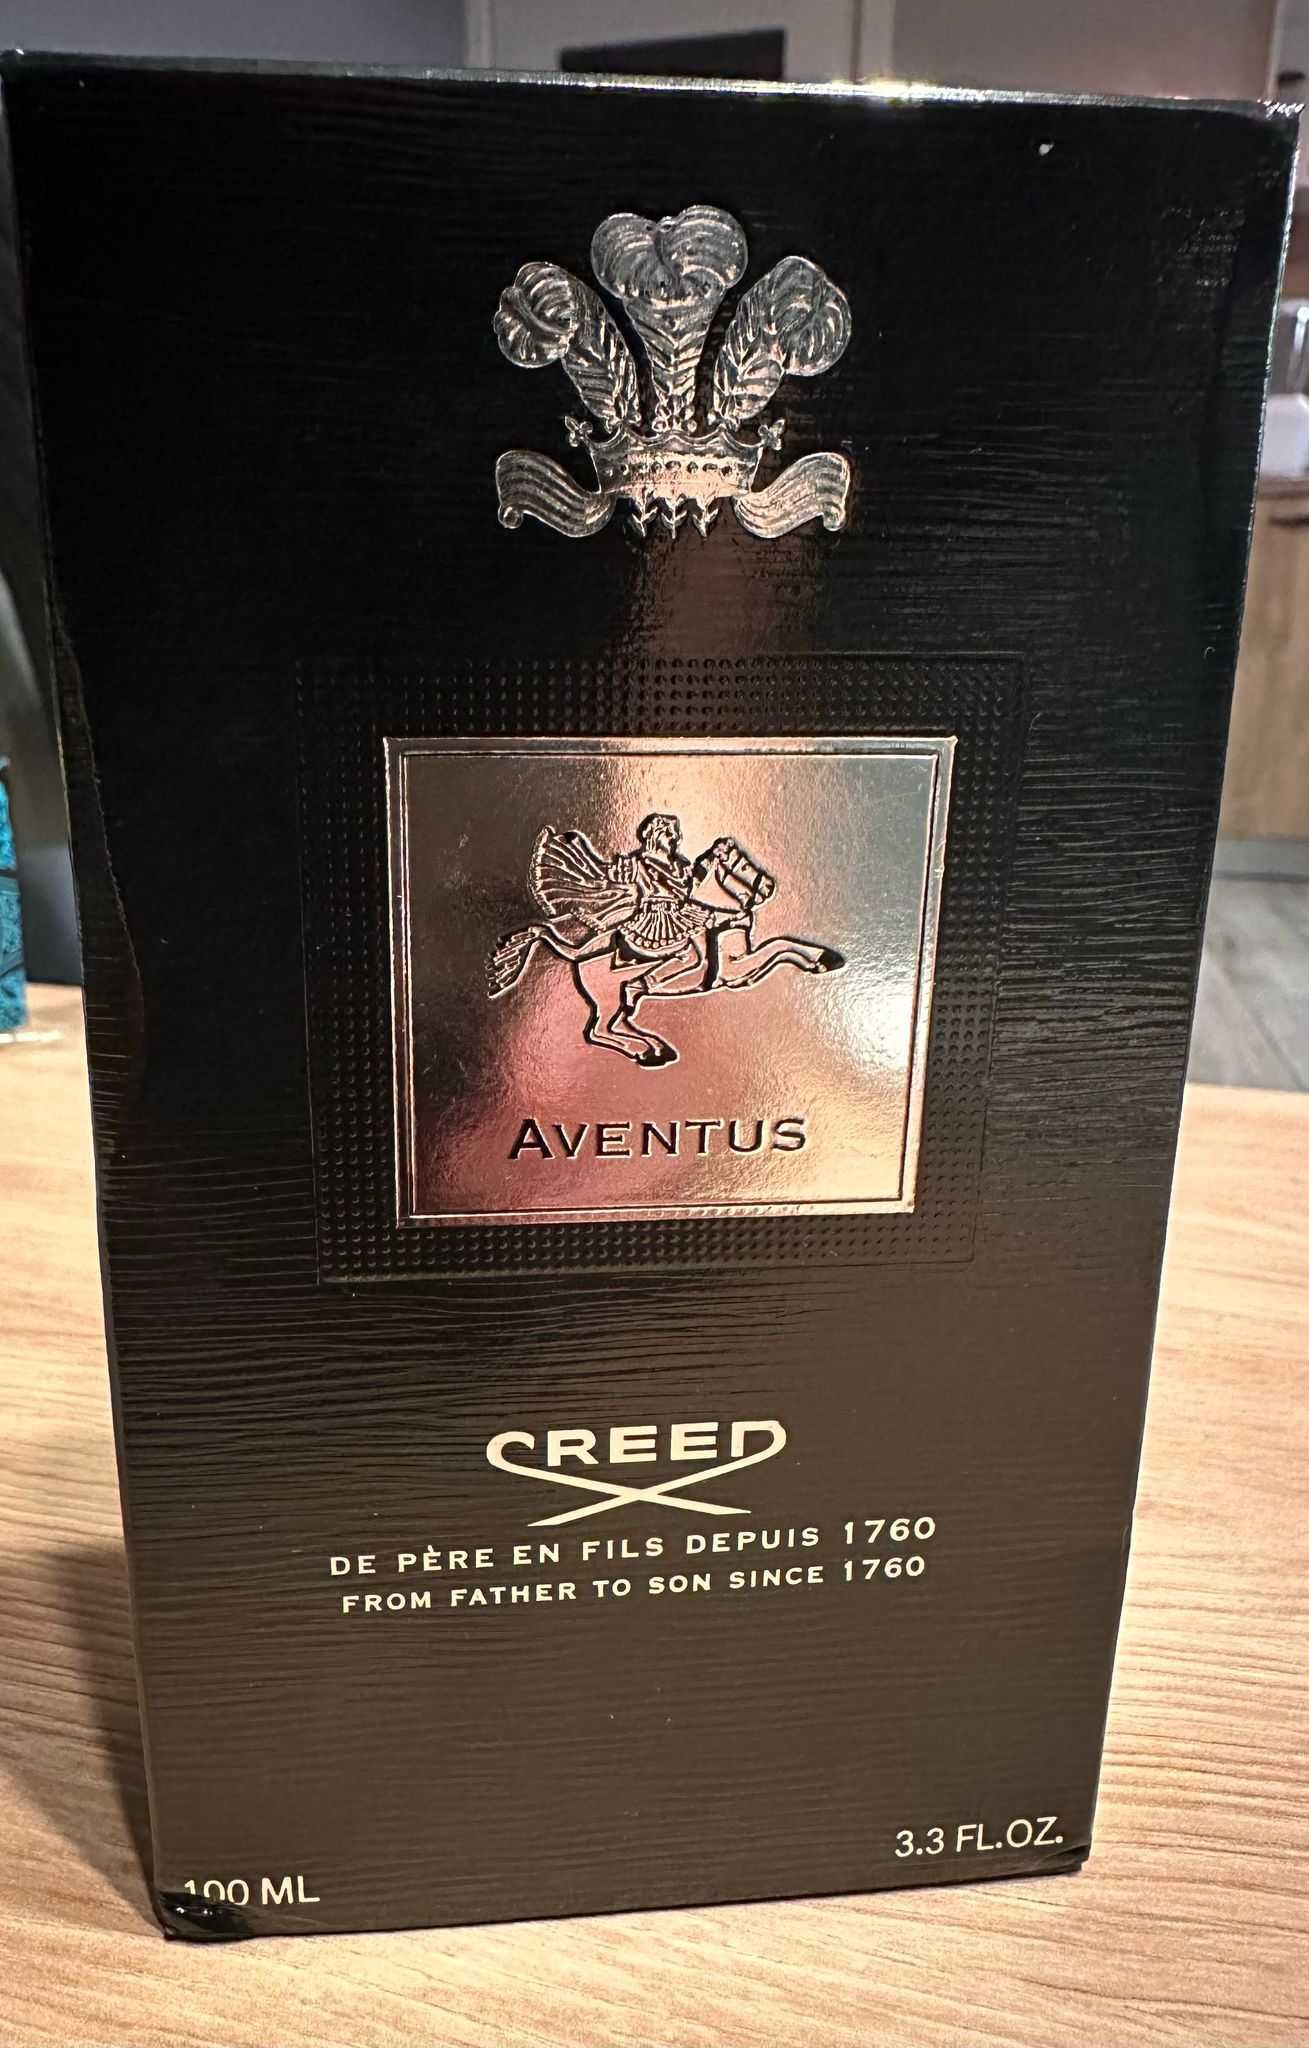 AVENTUS
CREED
DE PÈRE EN FILS DEPUIS 1760
FROM FATHER TO SON SINCE 1760
3.3 FL.OZ.
100 ML